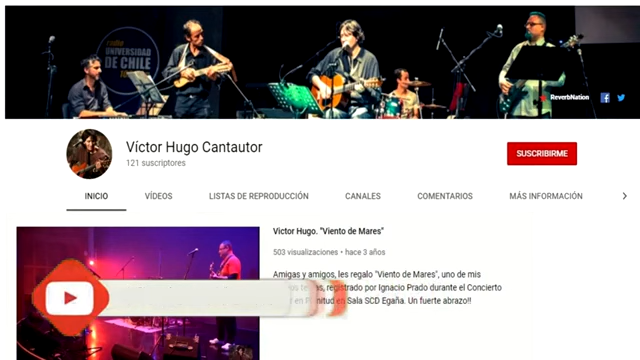 radio
UNIVERSIDAD
DE CHILE
ReverbNation
Víctor Hugo Cantautor
121 suscriptores
SUSCRIBIRME
INICIO VÍDEOS LISTAS DE REPRODUCCIÓN CANALES COMENTARIOS MÁS INFORMACIÓN
Victor Hugo. "Viento de Mares"
503 visualizaciones • hace 3 años
Amigas y amigos, les regalo "Viento de Mares", uno de mis
registrado por Ignacio Prado durante el Concierto
en Sala SCD Egaña. Un fuerte abrazo!!